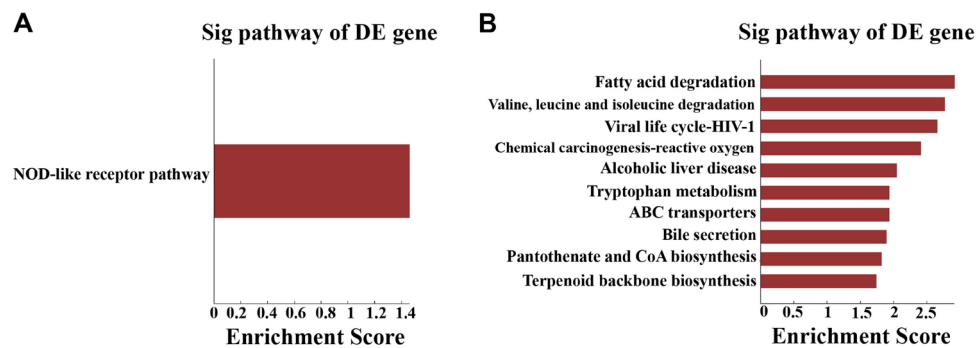 A
Sig pathway of DE gene
NOD-like receptor pathway
0 0.2 0.4 0.6 0.8 1 1.2 1.4
Enrichment Score
B
Sig pathway of DE gene
Fatty acid degradation
Valine, leucine and isoleucine degradation
Viral life cycle-HIV-1
Chemical carcinogenesis-reactive oxygen
Alcoholic liver disease
Tryptophan metabolism
ABC transporters
Bile secretion
Pantothenate and CoA biosynthesis
Terpenoid backbone biosynthesis
0 0.5 1 1.5 2 2.5
Enrichment Score